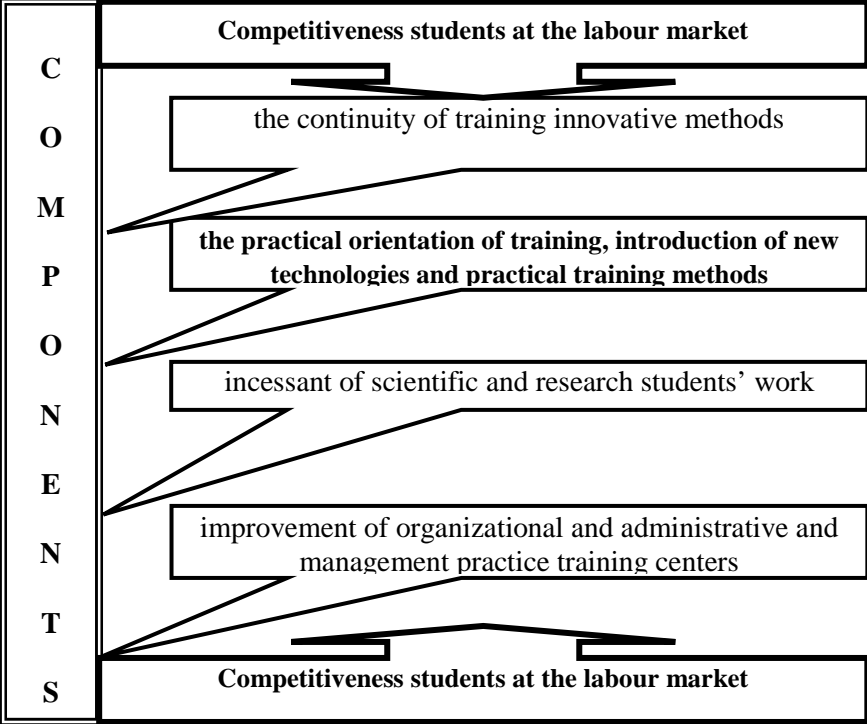 Competitiveness students at the labour market
C
O
M
P
O
N
E
N
T
S
the continuity of training innovative methods
the practical orientation of training, introduction of new
technologies and practical training methods
incessant of scientific and research students’ work
improvement of organizational and administrative and
management practice training centers
Competitiveness students at the labour market